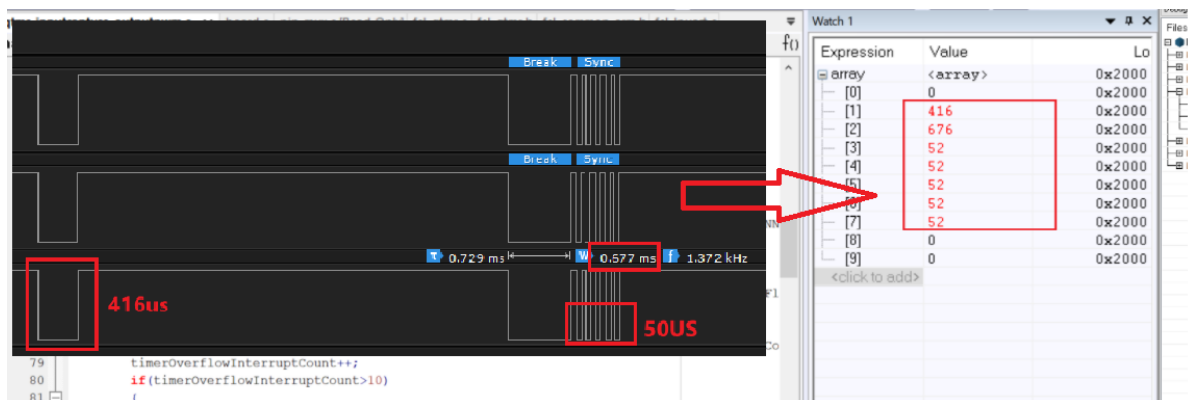 Watch 1
Files
f()
Expression Value Lo
array <array> 0x2000
[0] 0 0x2000
[1] 416 0x2000
[2] 676 0x2000
[3] 52 0x2000
[4] 52 0x2000
[5] 52 0x2000
[6] 52 0x2000
[7] 52 0x2000
[8] 0 0x2000
[9] 0 0x2000
<click to add>
Break Sync
Break Sync
0.729 ms W 0.577 ms f 1.372 kHz
416us
50US
79 timerOverflowInterruptCount++;
80 if(timerOverflowInterruptCount>10)
81 {